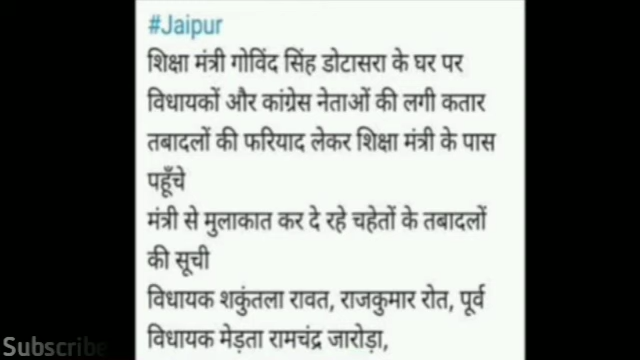 #Jaipur
शिक्षा मंत्री गोविंद सिंह डोटासरा के घर पर
विधायकों और कांग्रेस नेताओं की लगी कतार
तबादलों की फरियाद लेकर शिक्षा मंत्री के पास
पहुँचे
मंत्री से मुलाकात कर दे रहे चहेतों के तबादलों
की सूची
विधायक शकुंतला रावत, राजकुमार रोत, पूर्व
विधायक मेड़ता रामचंद्र जारोड़ा,
Subscribe